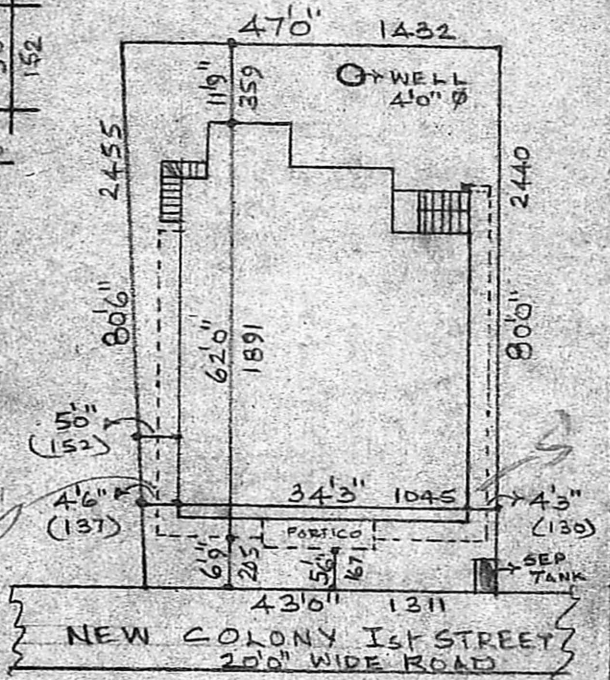 152
47'0" 1432
WELL
4'0" Ø
11'9" 359
2455
2440
80'6"
80'0"
62'0" 1891
5'0"
(152)
34'3" 1045
4'6"
(137)
4'3"
(130)
PORTICO
6'9" 205
5'6" 167
SEP
TANK
43'0" 1311
NEW COLONY Ist STREET
20'0" WIDE ROAD